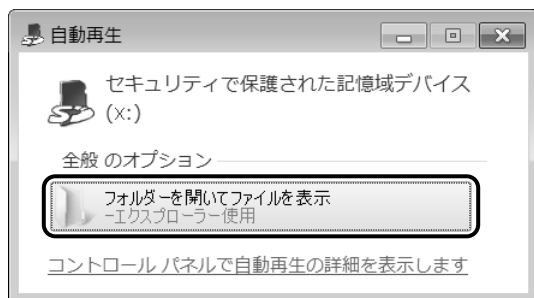 自動再生
セキュリティで保護された記憶域デバイス
(x:)
全般 のオプション
フォルダーを開いてファイルを表示
-エクスプローラー使用
コントロール パネルで自動再生の詳細を表示します